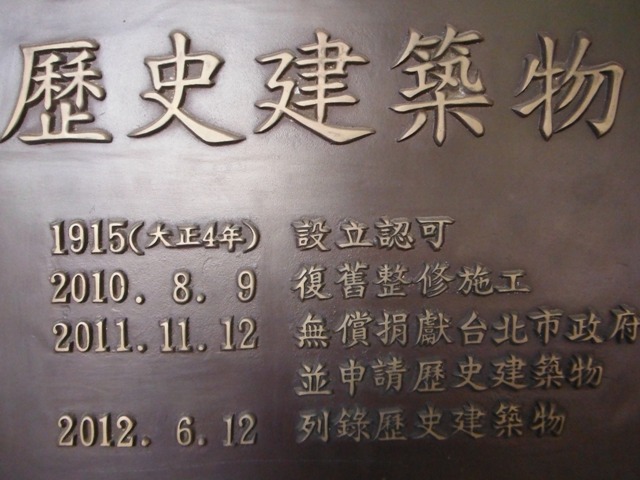 歷史建築物
1915(大正4年) 設立認可
2010. 8. 9 復舊整修施工
2011. 11. 12 無償捐獻台北市政府
並申請歷史建築物
2012. 6. 12 列錄歷史建築物